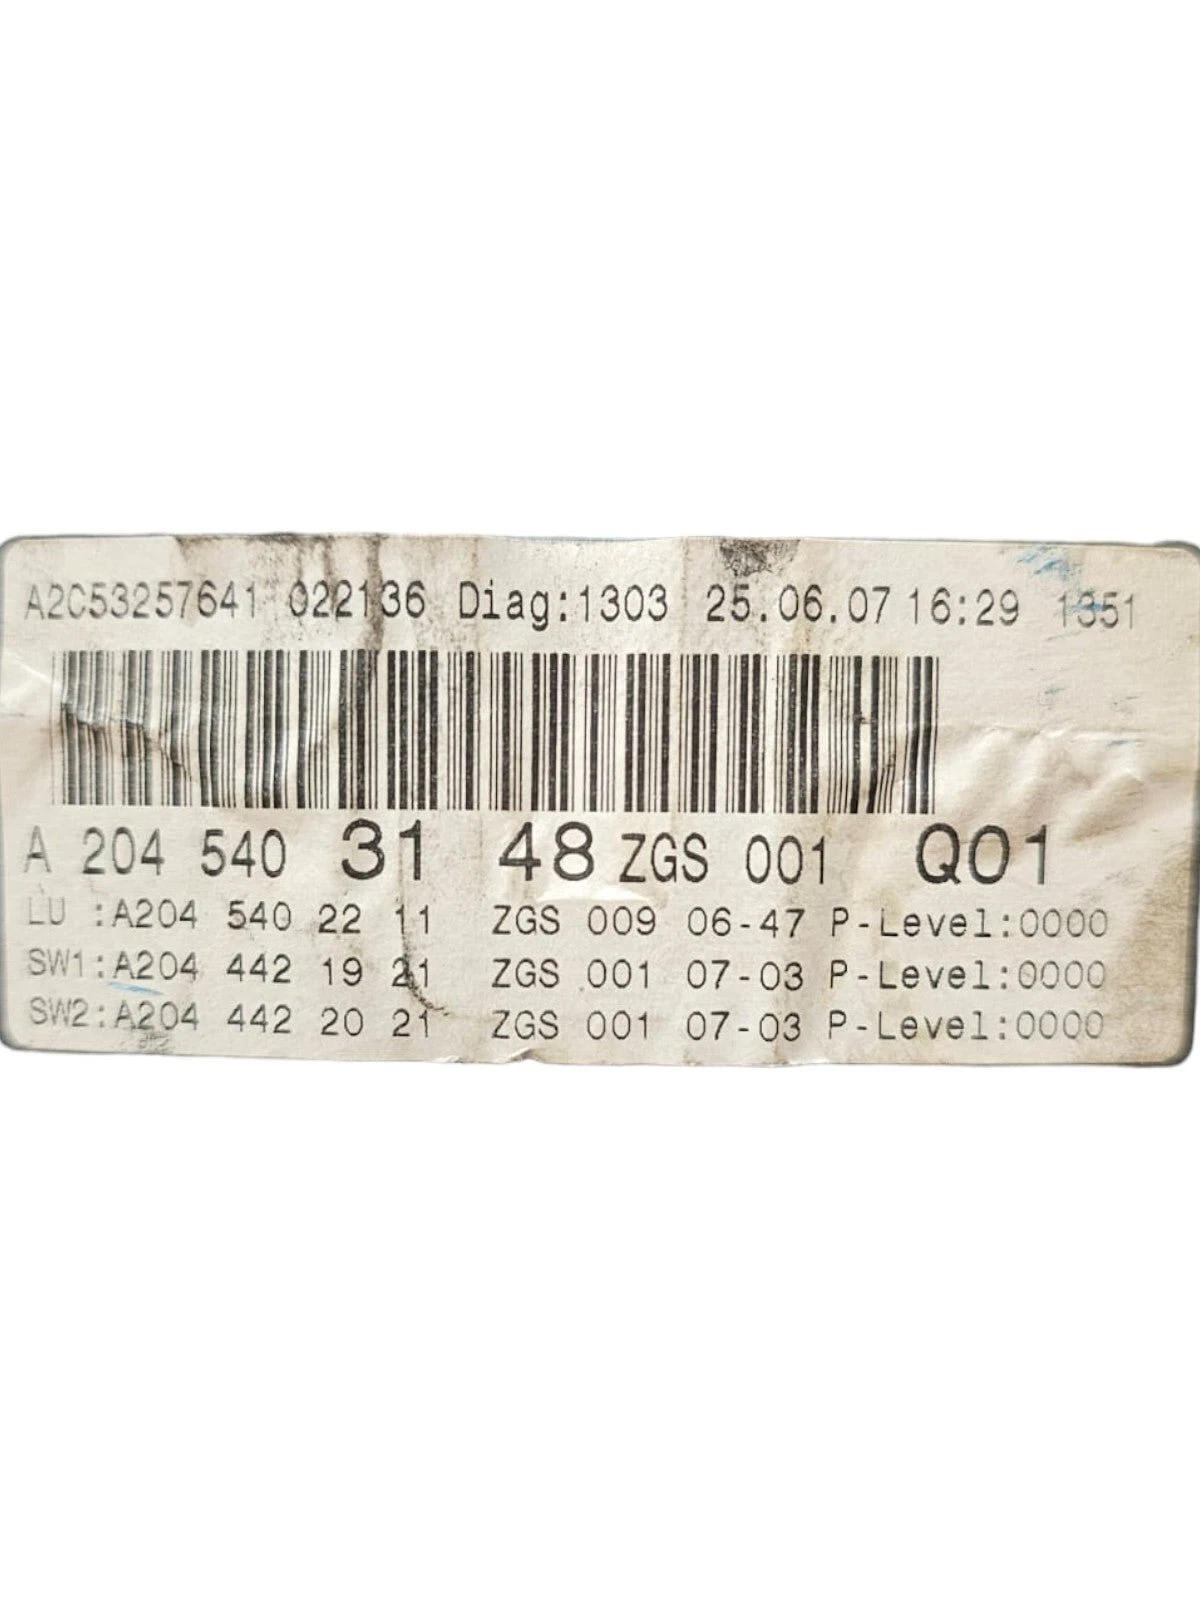 A2C53257641 022136 Diag:1303 25.06.07 16:29 1351
A 204 540 31 48 ZGS 001 Q01
LU :A204 540 22 11 ZGS 009 06-47 P-Level:0000
SW1:A204 442 19 21 ZGS 001 07-03 P-Level:0000
SW2:A204 442 20 21 ZGS 001 07-03 P-Level:0000